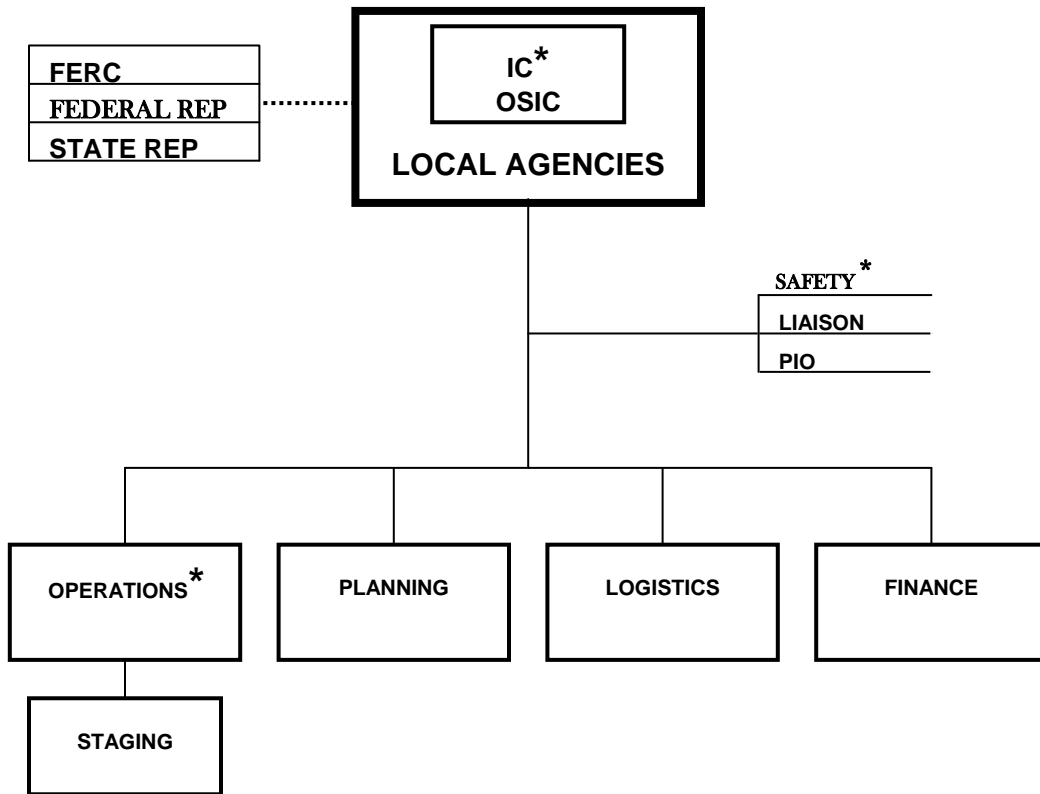 FERC
FEDERAL REP
STATE REP
IC*
OSIC
LOCAL AGENCIES
SAFETY*
LIAISON
PIO
OPERATIONS*
PLANNING
LOGISTICS
FINANCE
STAGING